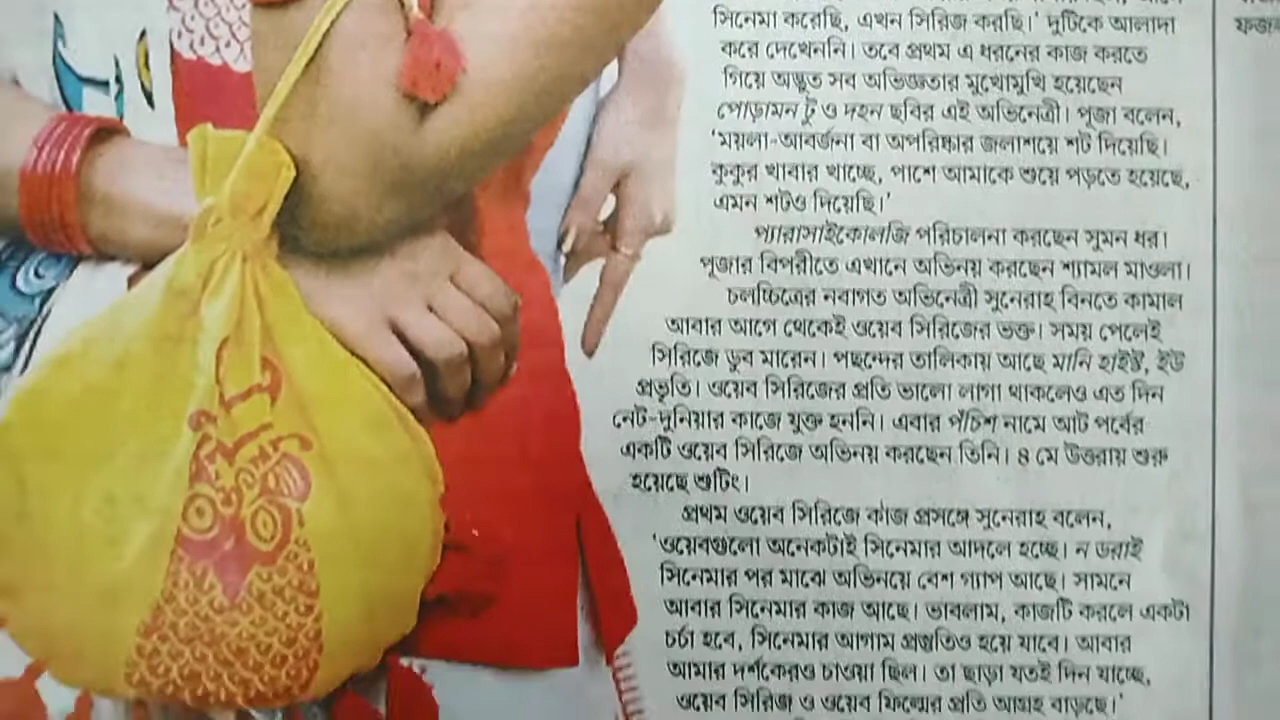 সিনেমা করেছি, এখন সিরিজ করছি।' দুটিকে আলাদা
করে দেখেননি। তবে প্রথম এ ধরনের কাজ করতে
গিয়ে অদ্ভুত সব অভিজ্ঞতার মুখোমুখি হয়েছেন
পোড়ামন টু ও দহন ছবির এই অভিনেত্রী। পূজা বলেন,
'ময়লা-আবর্জনা বা অপরিষ্কার জলাশয়ে শট দিয়েছি।
কুকুর খাবার খাচ্ছে, পাশে আমাকে শুয়ে পড়তে হয়েছে,
এমন শটও দিয়েছি।'
প্যারাসাইকোলজি পরিচালনা করছেন সুমন ধর।
পূজার বিপরীতে এখানে অভিনয় করছেন শ্যামল মাওলা।
চলচ্চিত্রের নবাগত অভিনেত্রী সুনেরাহ বিনতে কামাল
আবার আগে থেকেই ওয়েব সিরিজের ভক্ত। সময় পেলেই
সিরিজে ডুব মারেন। পছন্দের তালিকায় আছে মানি হাইস্ট, ইউ
প্রভৃতি। ওয়েব সিরিজের প্রতি ভালো লাগা থাকলেও এত দিন
নেট-দুনিয়ার কাজে যুক্ত হননি। এবার পঁচিশ নামে আট পর্বের
একটি ওয়েব সিরিজে অভিনয় করছেন তিনি। ৪ মে উত্তরায় শুরু
হয়েছে শুটিং।
প্রথম ওয়েব সিরিজে কাজ প্রসঙ্গে সুনেরাহ বলেন,
'ওয়েবগুলো অনেকটাই সিনেমার আদলে হচ্ছে। ন ডরাই
সিনেমার পর মাঝে অভিনয়ে বেশ গ্যাপ আছে। সামনে
আবার সিনেমার কাজ আছে। ভাবলাম, কাজটি করলে একটা
চর্চা হবে, সিনেমার আগাম প্রস্তুতিও হয়ে যাবে। আবার
আমার দর্শকেরও চাওয়া ছিল। তা ছাড়া যতই দিন যাচ্ছে,
ওয়েব সিরিজ ও ওয়েব ফিল্মের প্রতি আগ্রহ বাড়ছে।'